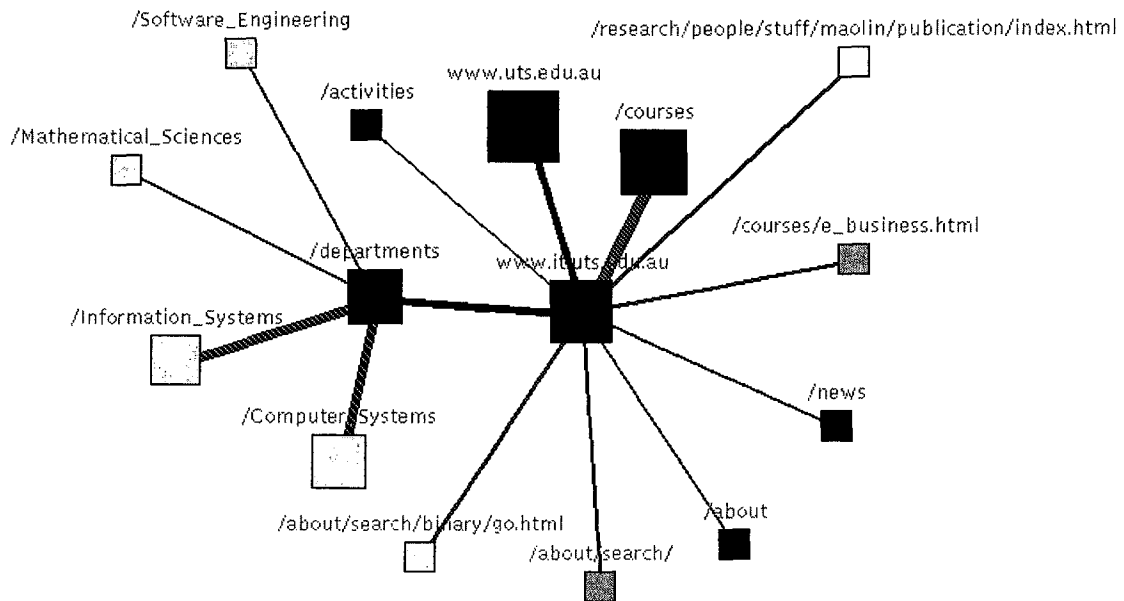 /Software_Engineering
/research/people/stuff/maolin/publication/index.html
www.uts.edu.au
/activities
/courses
/Mathematical_Sciences
/courses/e_business.html
/departments
www.it.uts.edu.au
/Information_Systems
/news
/Computer_Systems
/about
/about/search/binary/go.html
/about/search/